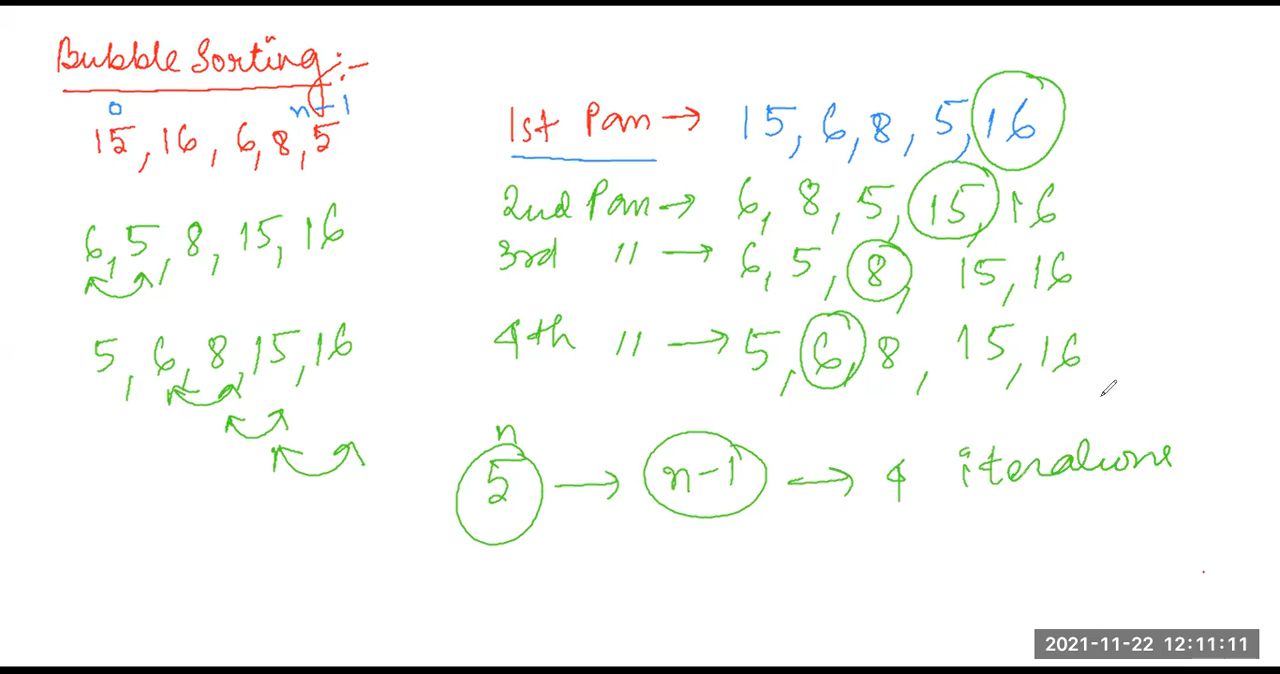 Bubble Sorting :-
0 n-1
15, 16, 6, 8, 5
6, 5, 8, 15, 16
5, 6, 8, 15, 16
1st Pass → 15, 6, 8, 5, 16
2nd Pass → 6, 8, 5, 15, 16
3rd " → 6, 5, 8, 15, 16
4th " → 5, 6, 8, 15, 16
n
5 → n-1 → 4 iterations
2021-11-22 12:11:11